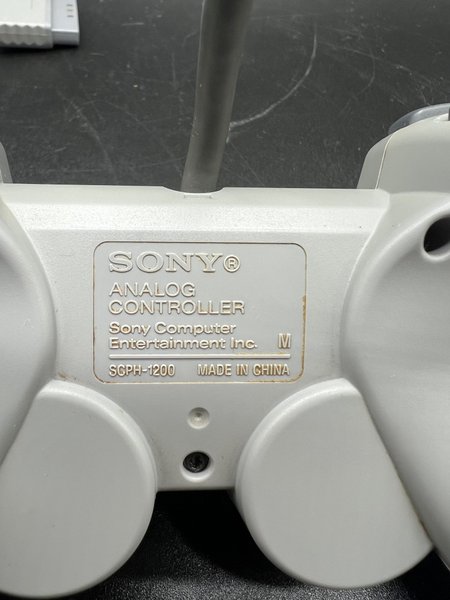 SONY®
ANALOG
CONTROLLER
Sony Computer
Entertainment Inc. M
SCPH-1200 MADE IN CHINA